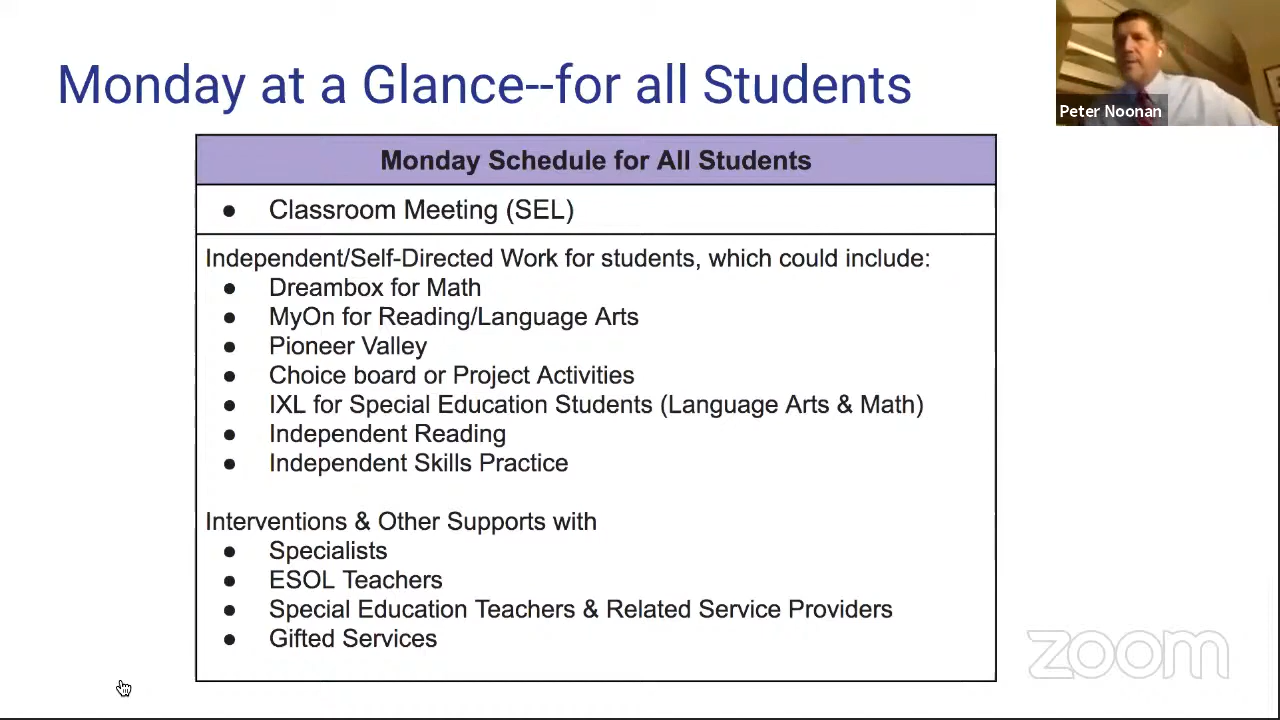 Monday at a Glance--for all Students
Peter Noonan
Monday Schedule for All Students
● Classroom Meeting (SEL)
Independent/Self-Directed Work for students, which could include:
● Dreambox for Math
● MyOn for Reading/Language Arts
● Pioneer Valley
● Choice board or Project Activities
● IXL for Special Education Students (Language Arts & Math)
● Independent Reading
● Independent Skills Practice
Interventions & Other Supports with
● Specialists
● ESOL Teachers
● Special Education Teachers & Related Service Providers
● Gifted Services
zoom